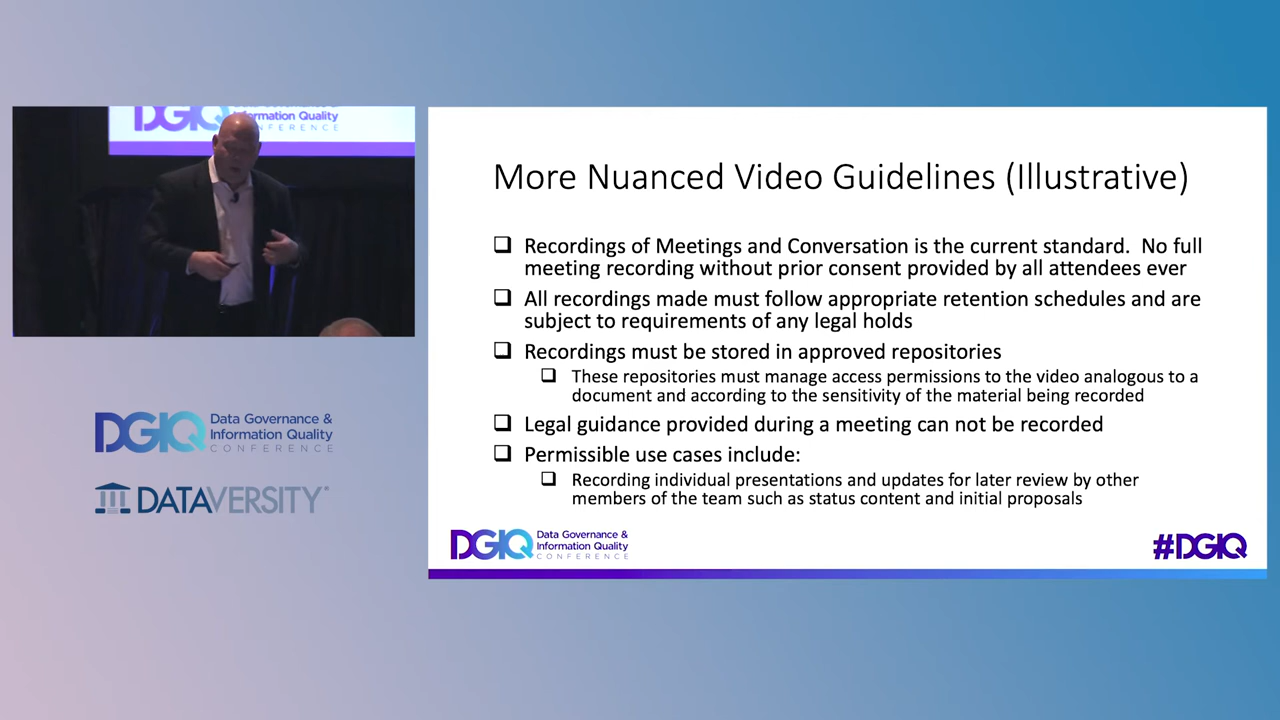 DGIQ
Information Quality
CONFERENCE
DGIQ
Data Governance &
Information Quality
CONFERENCE
DATAVERSITY
More Nuanced Video Guidelines (Illustrative)
Recordings of Meetings and Conversation is the current standard. No full
meeting recording without prior consent provided by all attendees ever
All recordings made must follow appropriate retention schedules and are
subject to requirements of any legal holds
Recordings must be stored in approved repositories
These repositories must manage access permissions to the video analogous to a
document and according to the sensitivity of the material being recorded
Legal guidance provided during a meeting can not be recorded
Permissible use cases include:
Recording individual presentations and updates for later review by other
members of the team such as status content and initial proposals
DGIQ
Data Governance &
Information Quality
CONFERENCE
#DGIQ